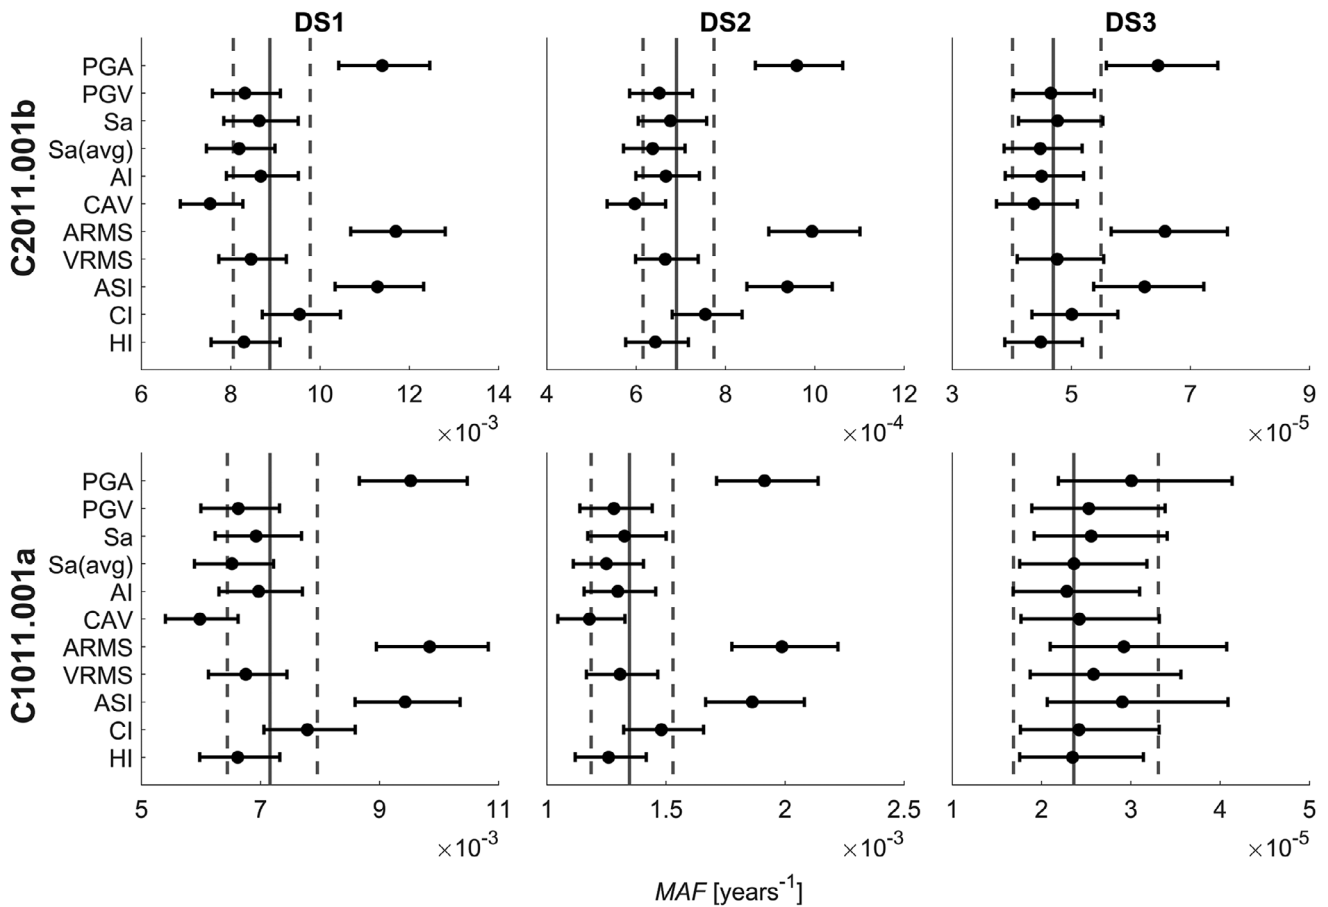 DS1 DS2 DS3
C2011.001b
PGA
PGV
Sa
Sa(avg)
AI
CAV
ARMS
VRMS
ASI
CI
HI
6 8 10 12 14 4 6 8 10 12 3 5 7 9
×10-3 ×10-4 ×10-5
C1011.001a
PGA
PGV
Sa
Sa(avg)
AI
CAV
ARMS
VRMS
ASI
CI
HI
5 7 9 11 1 1.5 2 2.5 1 2 3 4 5
×10-3 ×10-3 ×10-5
MAF [years-1]